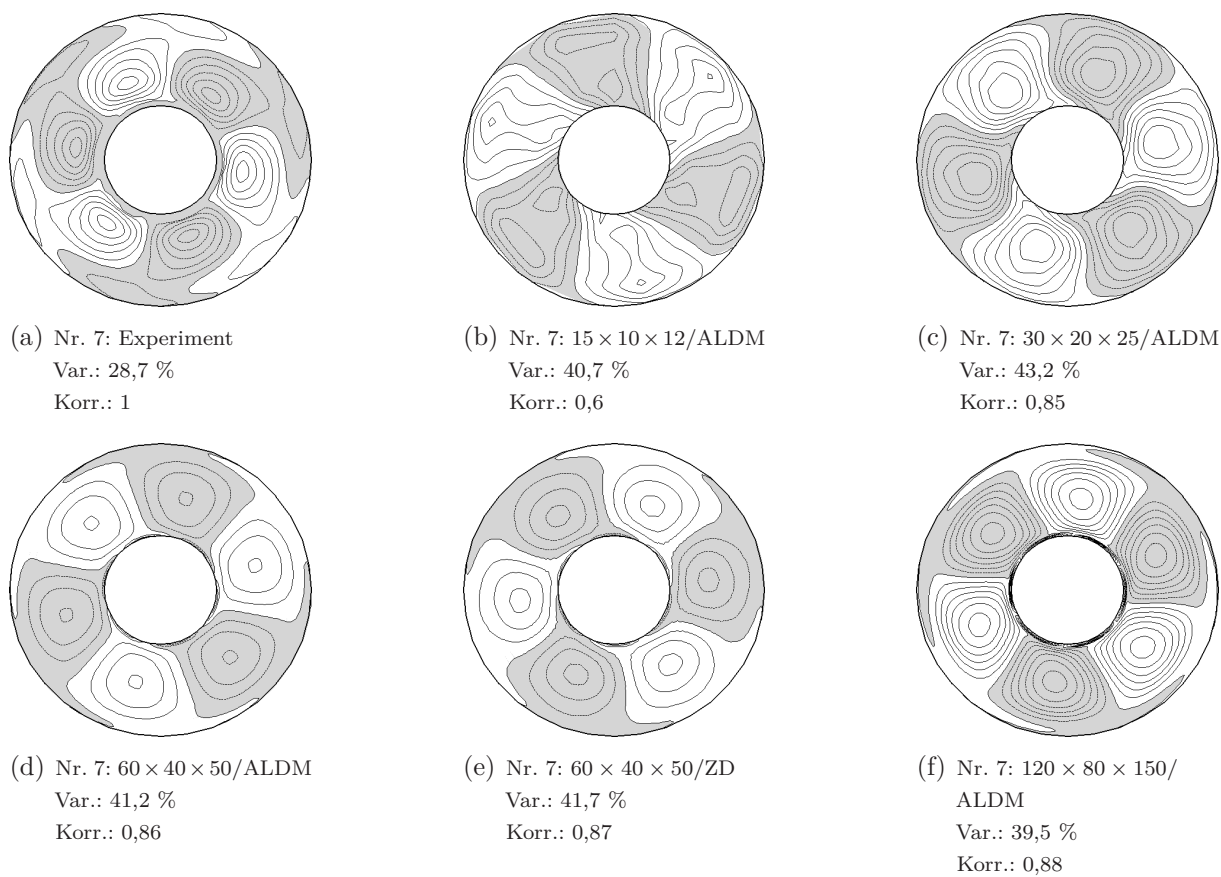 (a) Nr. 7: Experiment
Var.: 28,7 %
Korr.: 1
(b) Nr. 7: 15 × 10 × 12/ALDM
Var.: 40,7 %
Korr.: 0,6
(c) Nr. 7: 30 × 20 × 25/ALDM
Var.: 43,2 %
Korr.: 0,85
(d) Nr. 7: 60 × 40 × 50/ALDM
Var.: 41,2 %
Korr.: 0,86
(e) Nr. 7: 60 × 40 × 50/ZD
Var.: 41,7 %
Korr.: 0,87
(f) Nr. 7: 120 × 80 × 150/
ALDM
Var.: 39,5 %
Korr.: 0,88